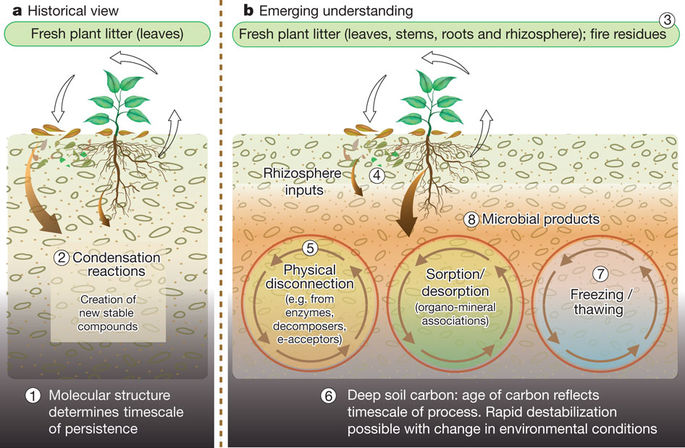 a Historical view
Fresh plant litter (leaves)
2 Condensation
reactions
Creation of
new stable
compounds
1 Molecular structure
determines timescale
of persistence
b Emerging understanding
3
Fresh plant litter (leaves, stems, roots and rhizosphere); fire residues
Rhizosphere
inputs
4
8 Microbial products
5
Physical
disconnection
(e.g. from
enzymes,
decomposers,
e-acceptors)
Sorption/
desorption
(organo-mineral
associations)
7
Freezing /
thawing
6 Deep soil carbon: age of carbon reflects
timescale of process. Rapid destabilization
possible with change in environmental conditions